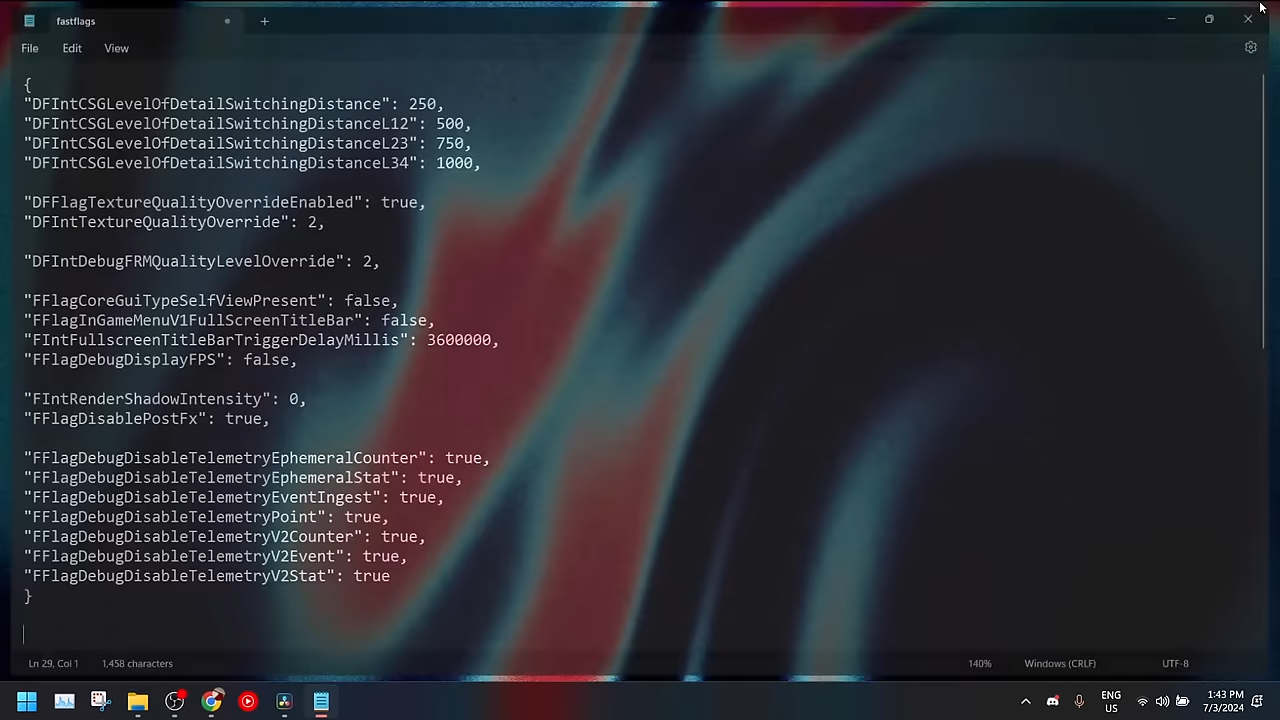 fastflags
File Edit View
{
"DFIntCSGLevelOfDetailSwitchingDistance": 250,
"DFIntCSGLevelOfDetailSwitchingDistanceL12": 500,
"DFIntCSGLevelOfDetailSwitchingDistanceL23": 750,
"DFIntCSGLevelOfDetailSwitchingDistanceL34": 1000,
"DFFlagTextureQualityOverrideEnabled": true,
"DFIntTextureQualityOverride": 2,
"DFIntDebugFRMQualityLevelOverride": 2,
"FFlagCoreGuiTypeSelfViewPresent": false,
"FFlagInGameMenuV1FullScreenTitleBar": false,
"FIntFullscreenTitleBarTriggerDelayMillis": 3600000,
"FFlagDebugDisplayFPS": false,
"FIntRenderShadowIntensity": 0,
"FFlagDisablePostFx": true,
"FFlagDebugDisableTelemetryEphemeralCounter": true,
"FFlagDebugDisableTelemetryEphemeralStat": true,
"FFlagDebugDisableTelemetryEventIngest": true,
"FFlagDebugDisableTelemetryPoint": true,
"FFlagDebugDisableTelemetryV2Counter": true,
"FFlagDebugDisableTelemetryV2Event": true,
"FFlagDebugDisableTelemetryV2Stat": true
}
Ln 29, Col 1 1,458 characters 140% Windows (CRLF) UTF-8
ENG 1:43 PM
US 7/3/2024